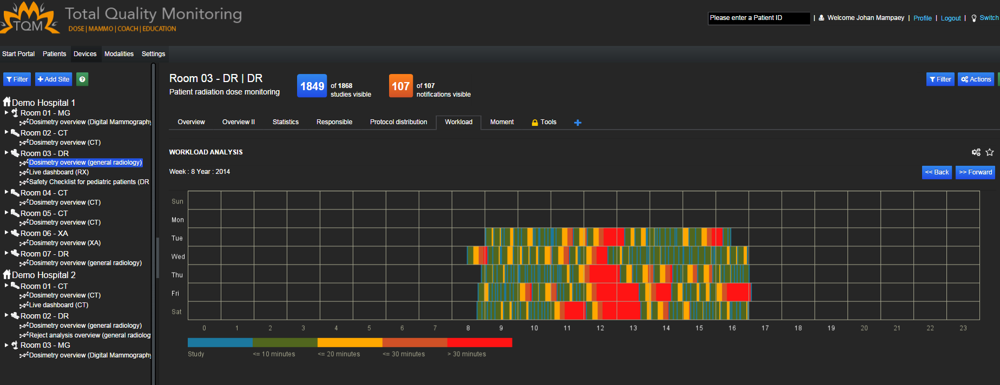 Total Quality Monitoring
TQM
DOSE | MAMMO | COACH | EDUCATION
Please enter a Patient ID | Welcome Johan Mampaey | Profile | Logout | Switch
Start Portal Patients Devices Modalities Settings
Filter + Add Site ?
Demo Hospital 1
Room 01 - MG
Dosimetry overview (Digital Mammography
Room 02 - CT
Dosimetry overview (CT)
Room 03 - DR
Dosimetry overview (general radiology)
Live dashboard (RX)
Safety Checklist for pediatric patients (DR
Room 04 - CT
Dosimetry overview (CT)
Room 05 - CT
Dosimetry overview (CT)
Room 06 - XA
Dosimetry overview (XA)
Room 07 - DR
Dosimetry overview (general radiology)
Demo Hospital 2
Room 01 - CT
Dosimetry overview (CT)
Live dashboard (CT)
Room 02 - DR
Dosimetry overview (general radiology)
Reject analysis overview (general radiolog
Room 03 - MG
Dosimetry overview (Digital Mammography
Room 03 - DR | DR
Patient radiation dose monitoring
1849 of 1868
studies visible
107 of 107
notifications visible
Filter Actions
Overview Overview II Statistics Responsible Protocol distribution Workload Moment Tools +
WORKLOAD ANALYSIS
Week : 8 Year : 2014
<< Back >> Forward
Sun
Mon
Tue
Wed
Thu
Fri
Sat
0 1 2 3 4 5 6 7 8 9 10 11 12 13 14 15 16 17 18 19 20 21 22 23
Study <= 10 minutes <= 20 minutes <= 30 minutes > 30 minutes